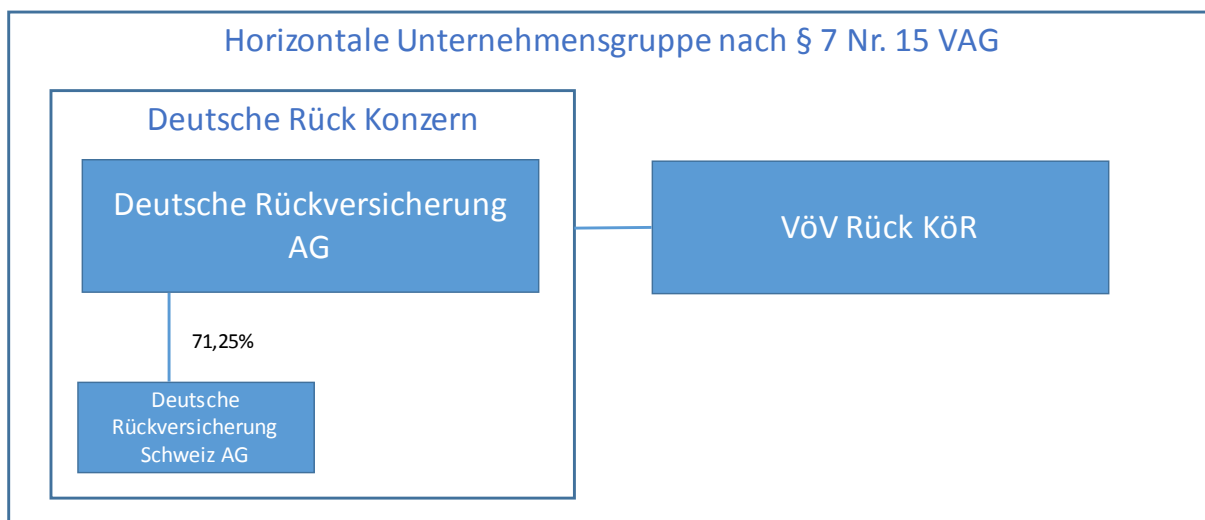 Horizontale Unternehmensgruppe nach § 7 Nr. 15 VAG
Deutsche Rück Konzern
Deutsche Rückversicherung
AG
VöV Rück KöR
71,25%
Deutsche
Rückversicherung
Schweiz AG